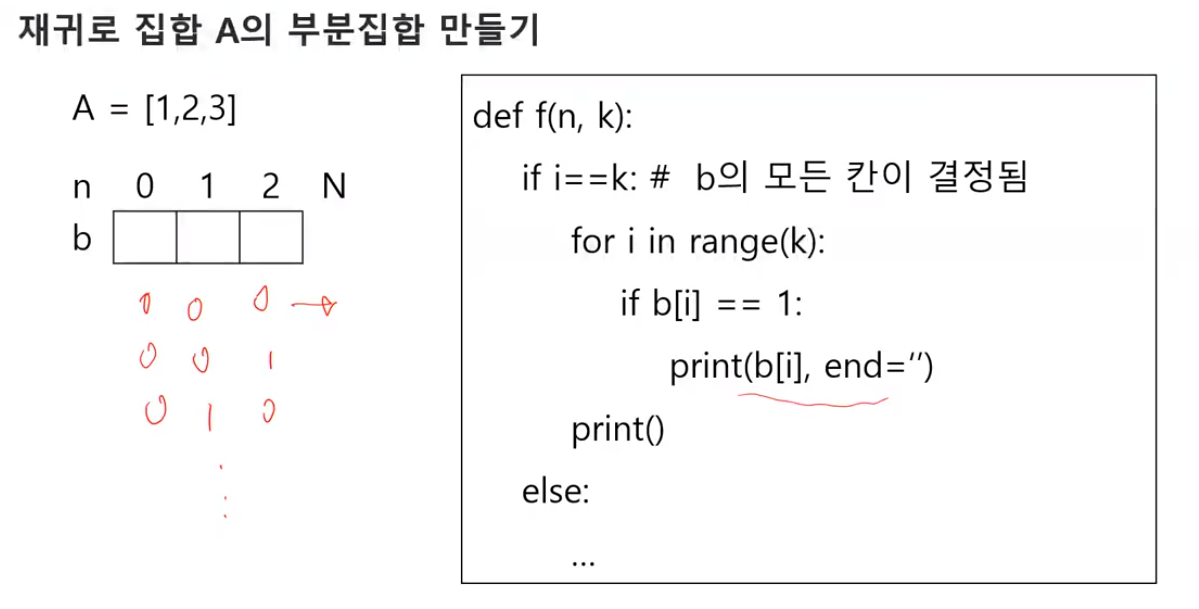 재귀로 집합 A의 부분집합 만들기
A = [1,2,3]
n 0 1 2 N
b
0 0 0 →
0 0 1
0 1 0
⋮
def f(n, k):
if i==k: # b의 모든 칸이 결정됨
for i in range(k):
if b[i] == 1:
print(b[i], end='')
print()
else:
...